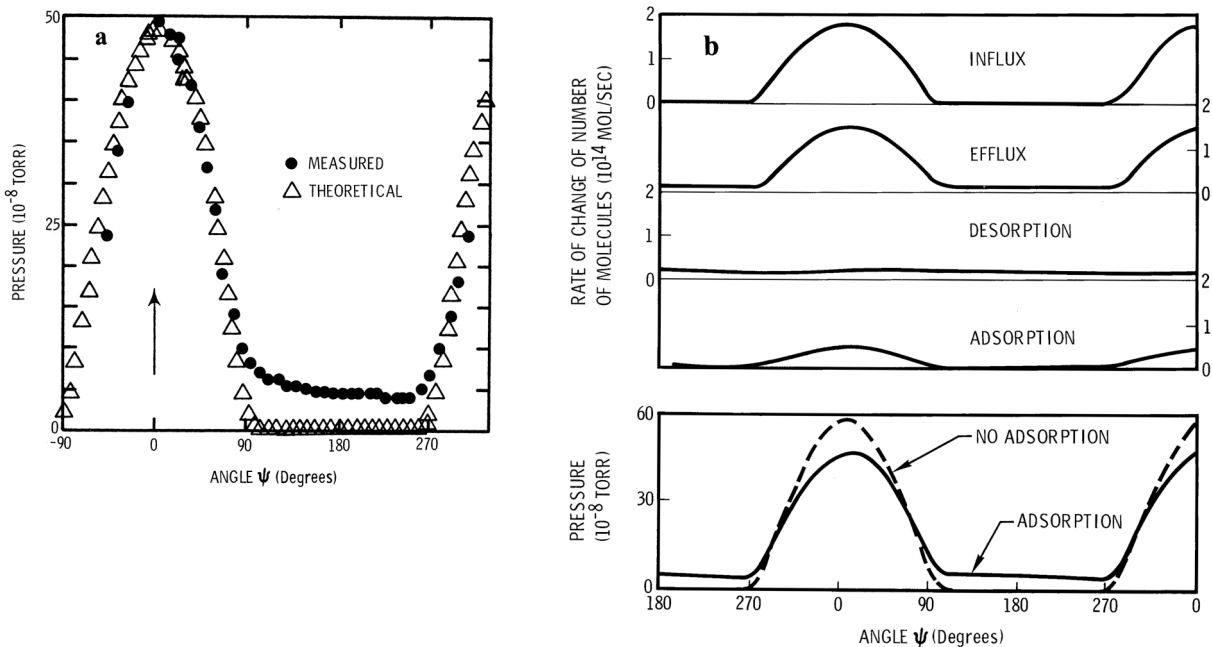 a
50
25
0
PRESSURE (10⁻⁸ TORR)
● MEASURED
△ THEORETICAL
-90 0 90 180 270
ANGLE Ψ (Degrees)
b
RATE OF CHANGE OF NUMBER
OF MOLECULES (10¹⁴ MOL/SEC)
2
1
0
INFLUX
2
1
0
EFFLUX
2
1
0
DESORPTION
2
1
0
ADSORPTION
PRESSURE
(10⁻⁸ TORR)
60
30
0
NO ADSORPTION
ADSORPTION
180 270 0 90 180 270 0
ANGLE Ψ (Degrees)